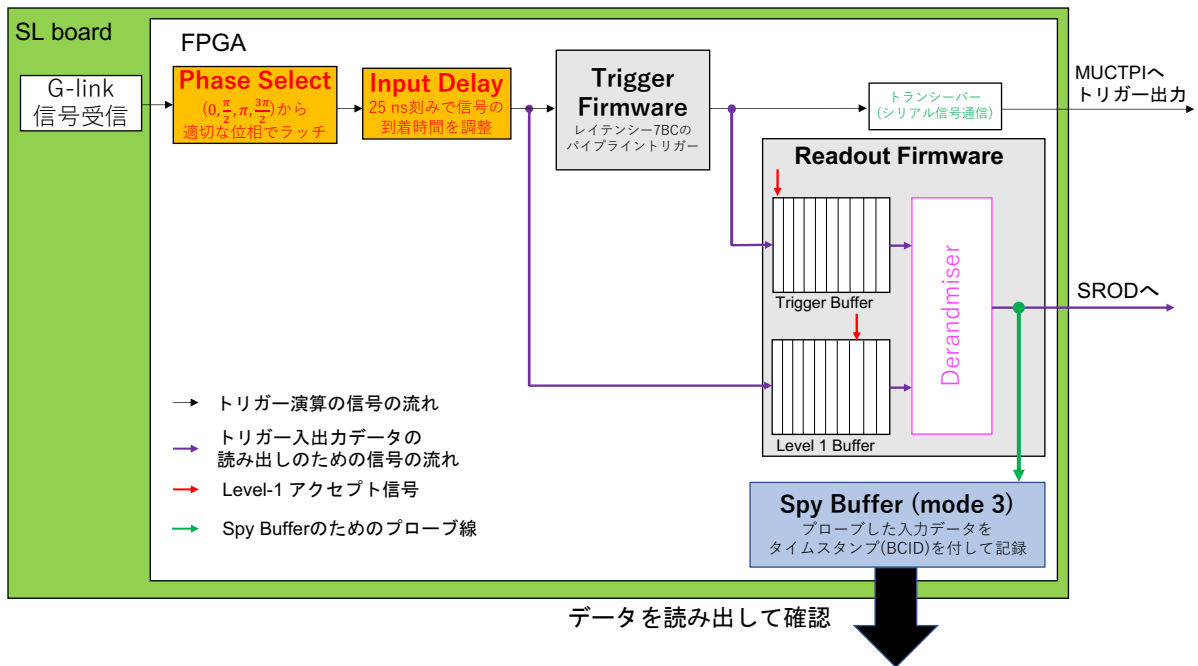 SL board
FPGA
G-link
信号受信
Phase Select
(0, π/2, π, 3π/2)から
適切な位相でラッチ
Input Delay
25 ns刻みで信号の
到着時間を調整
Trigger
Firmware
レイテンシー7BCの
パイプライントリガー
トランシーバー
(シリアル信号通信)
MUCTPIへ
トリガー出力
Readout Firmware
Trigger Buffer
Level 1 Buffer
Derandmiser
SRODへ
トリガー演算の信号の流れ
トリガー入出力データの
読み出しのための信号の流れ
Level-1 アクセプト信号
Spy Bufferのためのプローブ線
Spy Buffer (mode 3)
プローブした入力データを
タイムスタンプ(BCID)を付して記録
データを読み出して確認